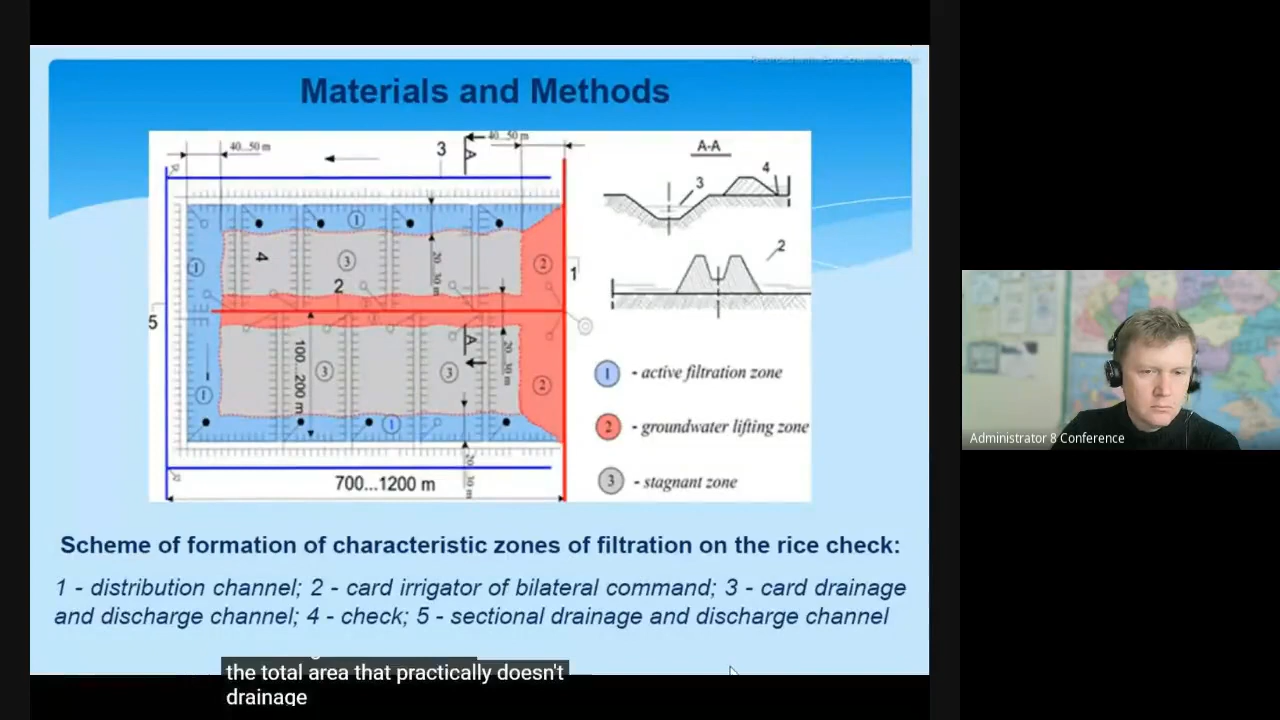 Materials and Methods
40...50 m
3
A
40...50 m
A-A
3
4
2
1
1
4
3
2
20...30 m
2
1
5
1
3
100...200 m
3
A
20...30 m
2
1
1
20...30 m
700...1200 m
1 - active filtration zone
2 - groundwater lifting zone
3 - stagnant zone
Scheme of formation of characteristic zones of filtration on the rice check:
1 - distribution channel; 2 - card irrigator of bilateral command; 3 - card drainage
and discharge channel; 4 - check; 5 - sectional drainage and discharge channel
the total area that practically doesn't
drainage
Administrator 8 Conference